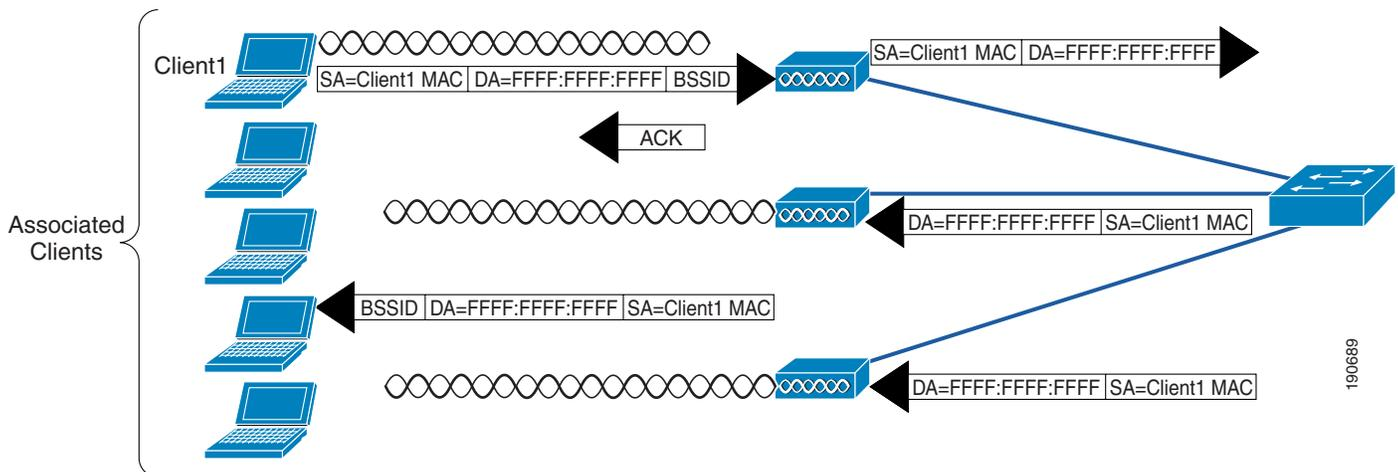 Client1
SA=Client1 MAC DA=FFFF:FFFF:FFFF BSSID
SA=Client1 MAC DA=FFFF:FFFF:FFFF
ACK
Associated
Clients
DA=FFFF:FFFF:FFFF SA=Client1 MAC
BSSID DA=FFFF:FFFF:FFFF SA=Client1 MAC
DA=FFFF:FFFF:FFFF SA=Client1 MAC
190689